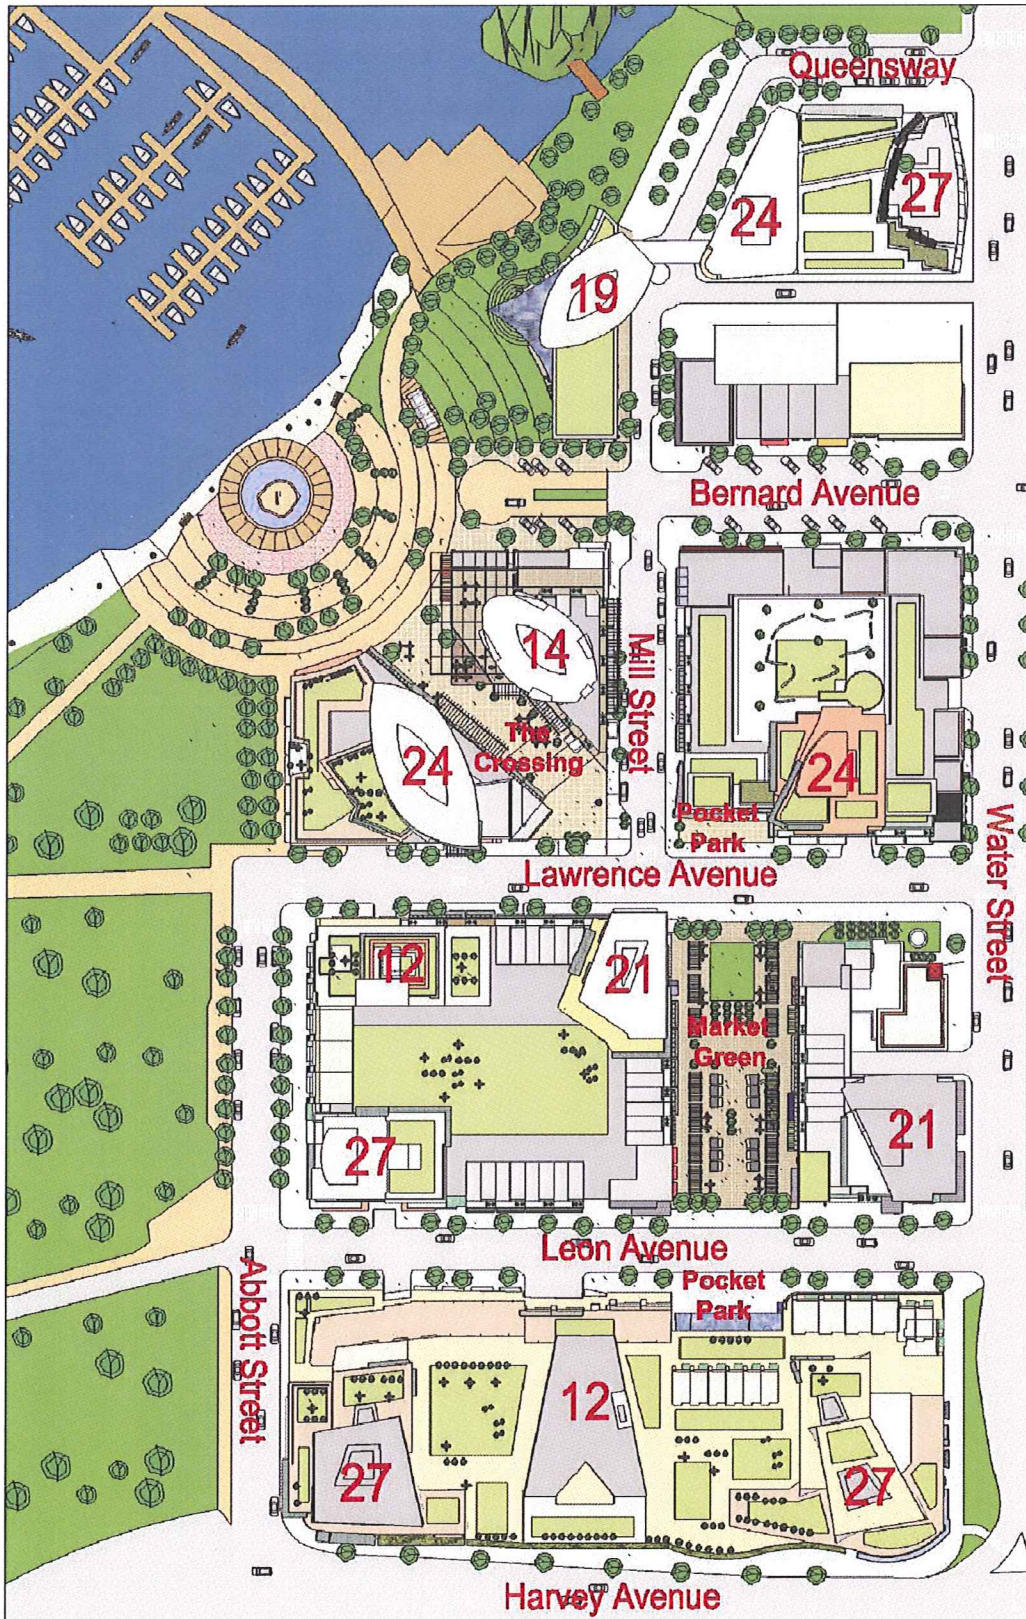 Queensway
24
27
19
Bernard Avenue
14
Mill Street
The
Crossing
24
24
Pocket
Park
Water Street
Lawrence Avenue
12
21
Market
Green
27
21
Leon Avenue
Abbott Street
Pocket
Park
12
27
27
Harvey Avenue